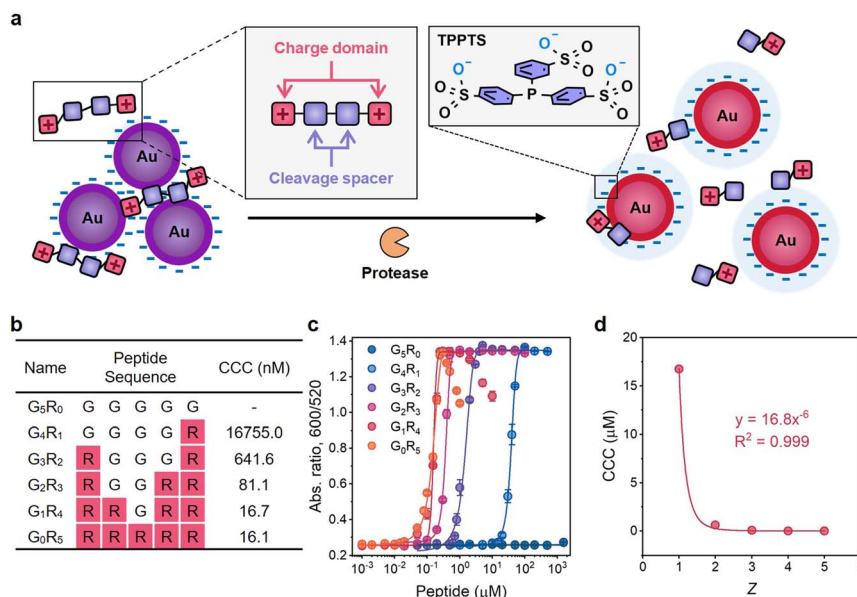 a
Charge domain
Cleavage spacer
TPPTS
O⁻
O⁻
O⁻
S
O
O
O
S
O
P
S
O
O
Au
Au
Au
Protease
Au
Au
Au
b
Name Peptide Sequence CCC (nM)
G₅R₀ G G G G G -
G₄R₁ G G G G R 16755.0
G₃R₂ R G G G R 641.6
G₂R₃ R G G R R 81.1
G₁R₄ R R G R R 16.7
G₀R₅ R R R R R 16.1
c
Abs. ratio, 600/520
1.4
1.2
1.0
0.8
0.6
0.4
0.2
G₅R₀
G₄R₁
G₃R₂
G₂R₃
G₁R₄
G₀R₅
10⁻³ 10⁻² 10⁻¹ 10⁰ 10¹ 10² 10³
Peptide (μM)
d
CCC (μM)
20
15
10
5
0
y = 16.8x⁻⁶
R² = 0.999
0 1 2 3 4 5
Z